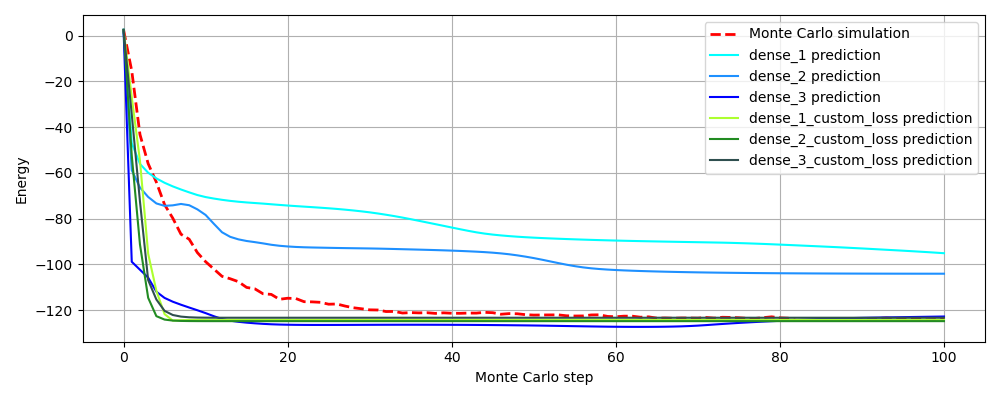 Energy
0
−20
−40
−60
−80
−100
−120
Monte Carlo simulation
dense_1 prediction
dense_2 prediction
dense_3 prediction
dense_1_custom_loss prediction
dense_2_custom_loss prediction
dense_3_custom_loss prediction
0 20 40 60 80 100
Monte Carlo step